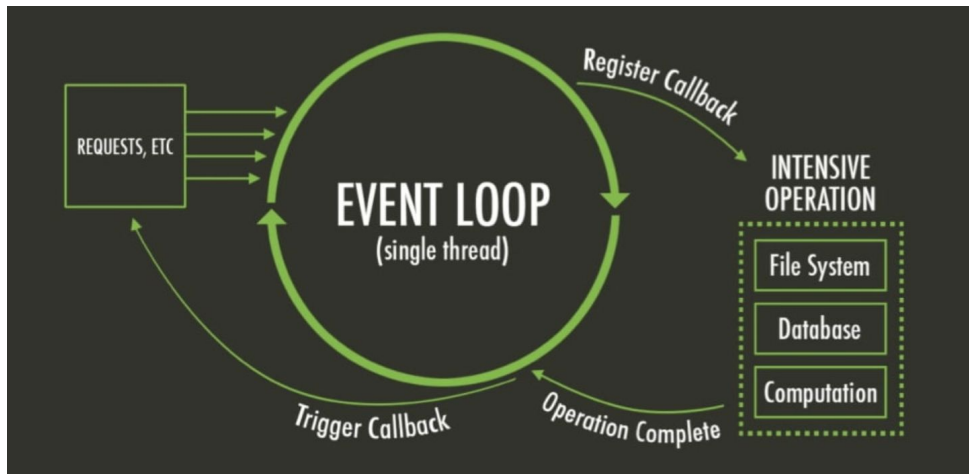 REQUESTS, ETC
EVENT LOOP
(single thread)
Register Callback
INTENSIVE
OPERATION
File System
Database
Computation
Operation Complete
Trigger Callback